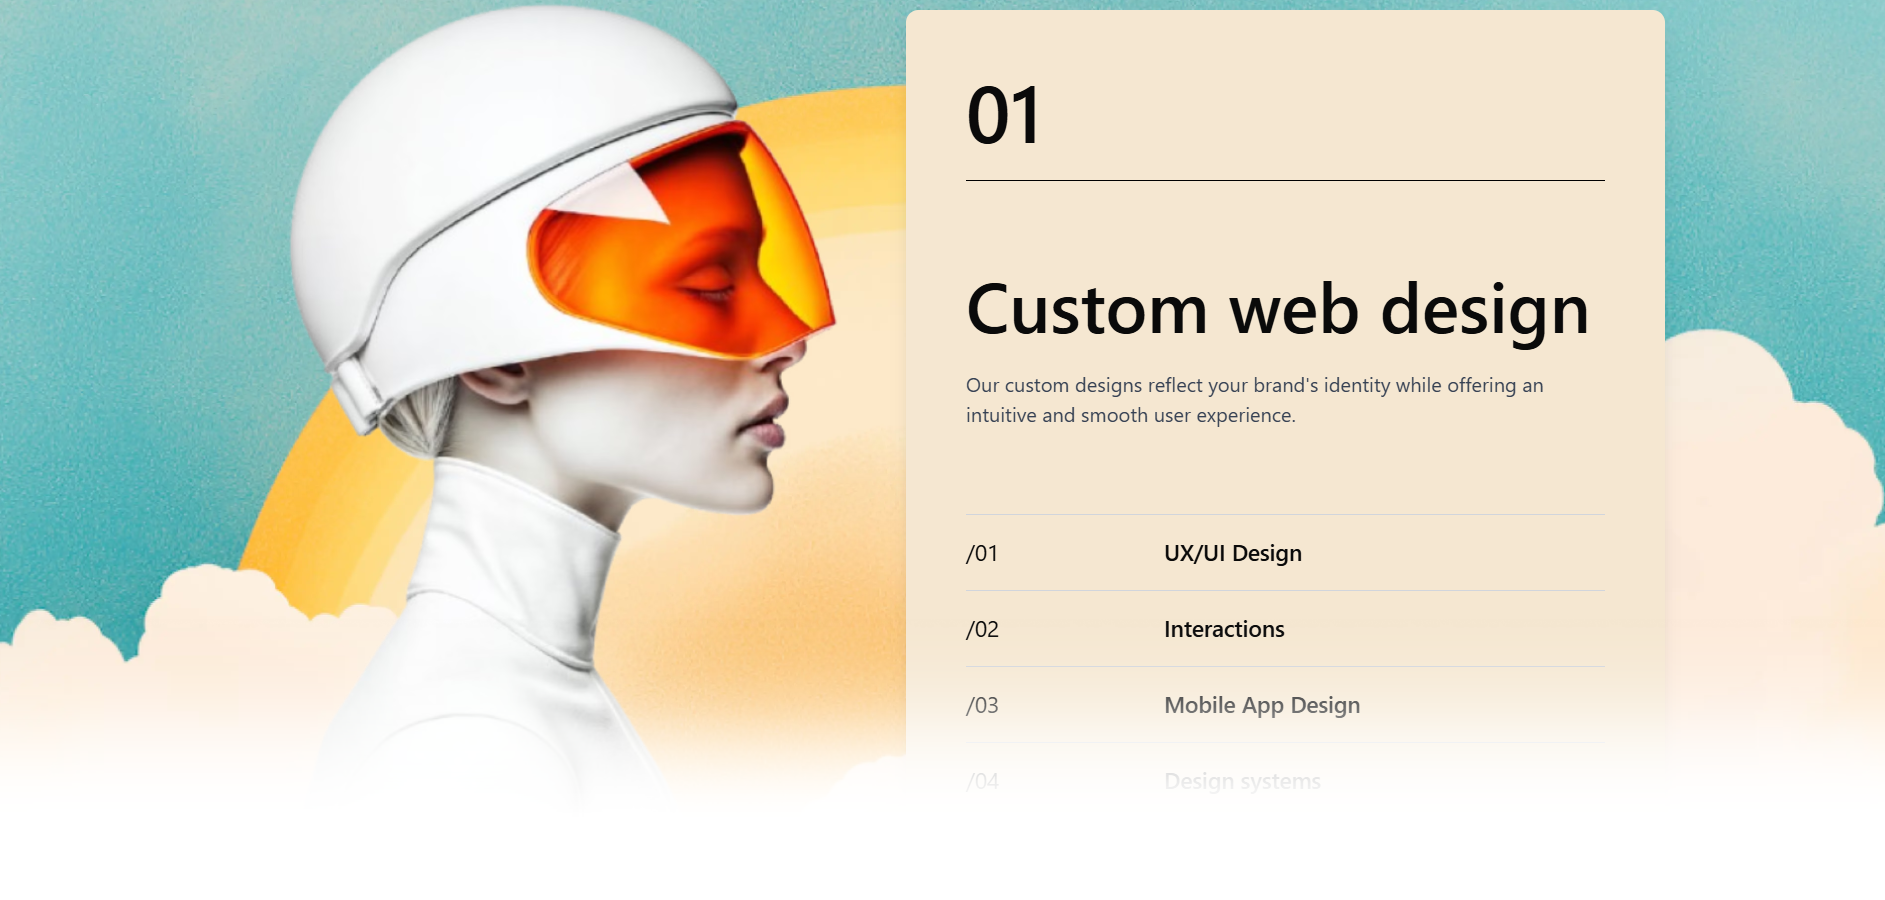 01
Custom web design
Our custom designs reflect your brand's identity while offering an
intuitive and smooth user experience.
/01 UX/UI Design
/02 Interactions
/03 Mobile App Design
/04 Design systems